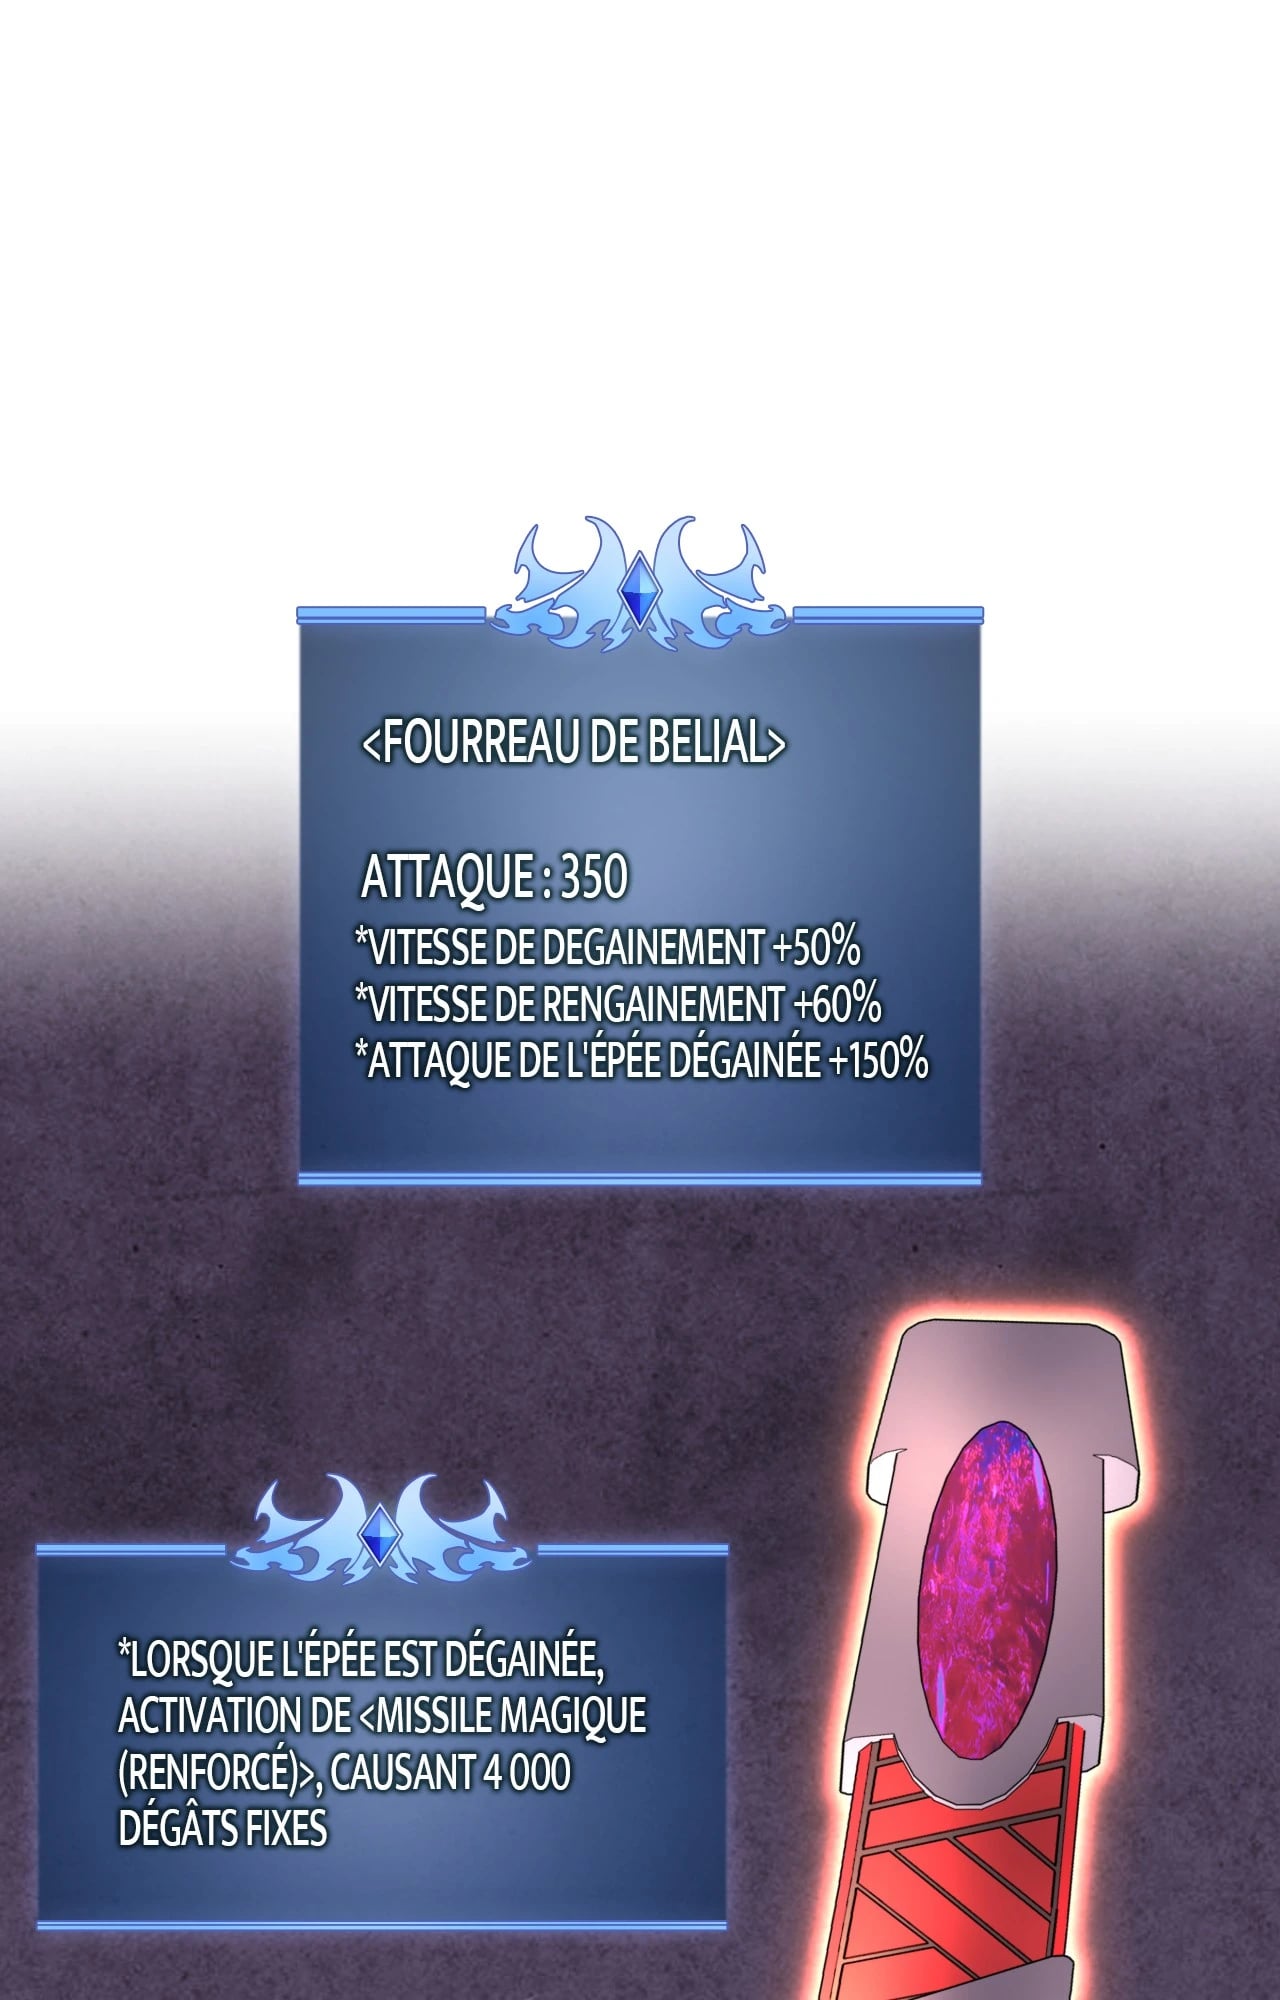 <FOURREAU DE BELIAL>
ATTAQUE : 350
*VITESSE DE DEGAINEMENT +50%
*VITESSE DE RENGAINEMENT +60%
*ATTAQUE DE L'ÉPÉE DÉGAINÉE +150%
*LORSQUE L'ÉPÉE EST DÉGAINÉE,
ACTIVATION DE <MISSILE MAGIQUE
(RENFORCÉ)>, CAUSANT 4 000
DÉGÂTS FIXES